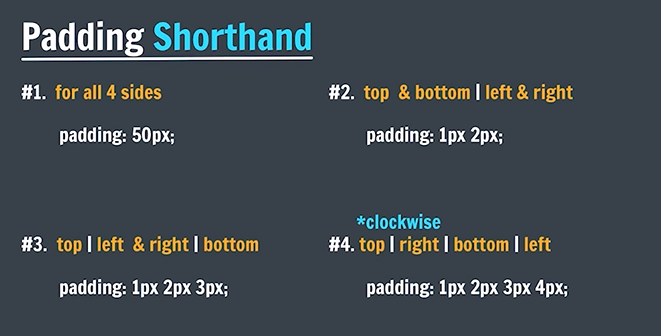 Padding Shorthand
#1. for all 4 sides
padding: 50px;
#2. top & bottom | left & right
padding: 1px 2px;
#3. top | left & right | bottom
padding: 1px 2px 3px;
*clockwise
#4. top | right | bottom | left
padding: 1px 2px 3px 4px;